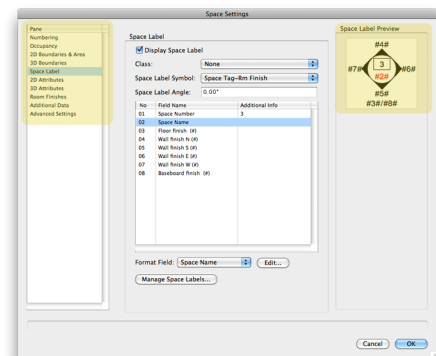 Space Settings
Pane
Numbering
Occupancy
2D Boundaries & Area
3D Boundaries
Space Label
2D Attributes
3D Attributes
Room Finishes
Additional Data
Advanced Settings
Space Label
Display Space Label
Class: None
Space Label Symbol: Space Tag-Rm Finish
Space Label Angle: 0.00°
No Field Name Additional Info
01 Space Number 3
02 Space Name
03 Floor finish (#)
04 Wall finish N (#)
05 Wall finish S (#)
06 Wall finish E (#)
07 Wall finish W (#)
08 Baseboard finish (#)
Format Field: Space Name Edit...
Manage Space Labels...
Space Label Preview
#4#
3
#7# #6#
#2#
#5#
#3#/#8#
Cancel OK